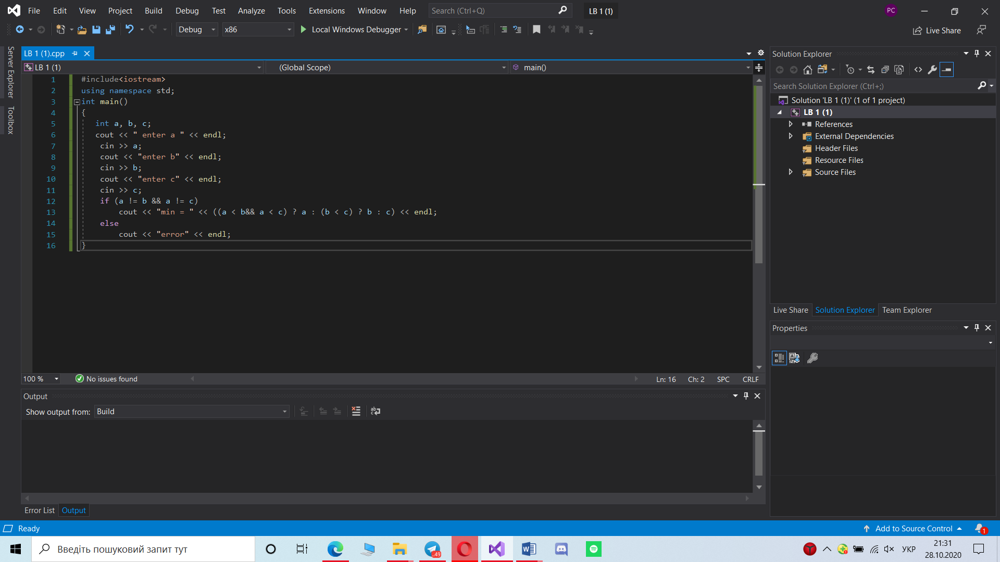 File Edit View Project Build Debug Test Analyze Tools Extensions Window Help Search (Ctrl+Q) LB 1 (1) PC
Debug x86 Local Windows Debugger Live Share
Server Explorer
Toolbox
LB 1 (1).cpp
LB 1 (1) (Global Scope) main()
1 #include<iostream>
2 using namespace std;
3 int main()
4 {
5 int a, b, c;
6 cout << " enter a " << endl;
7 cin >> a;
8 cout << "enter b" << endl;
9 cin >> b;
10 cout << "enter c" << endl;
11 cin >> c;
12 if (a != b && a != c)
13 cout << "min = " << ((a < b&& a < c) ? a : (b < c) ? b : c) << endl;
14 else
15 cout << "error" << endl;
16 }
100 % No issues found Ln: 16 Ch: 2 SPC CRLF
Output
Show output from: Build
Error List Output
Solution Explorer
Search Solution Explorer (Ctrl+;)
Solution 'LB 1 (1)' (1 of 1 project)
LB 1 (1)
References
External Dependencies
Header Files
Resource Files
Source Files
Live Share Solution Explorer Team Explorer
Properties
Ready Add to Source Control 1
Введіть пошуковий запит тут ..49 УКР 21:31
28.10.2020